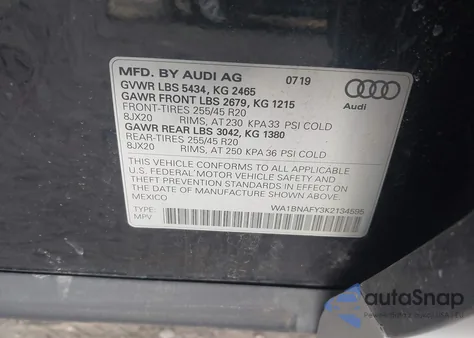 MFD. BY AUDI AG 07/19
GVWR LBS 5434, KG 2465
GAWR FRONT LBS 2679, KG 1215
FRONT-TIRES 255/45 R20
8JX20 RIMS, AT 230 KPA 33 PSI COLD
GAWR REAR LBS 3042, KG 1380
REAR-TIRES 255/45 R20
8JX20 RIMS, AT 250 KPA 36 PSI COLD
Audi
THIS VEHICLE CONFORMS TO ALL APPLICABLE
U.S. FEDERAL MOTOR VEHICLE SAFETY AND
THEFT PREVENTION STANDARDS IN EFFECT ON
THE DATE OF MANUFACTURE SHOWN ABOVE
MEXICO
TYPE: WA1BNAFY3K2134595
MPV
autoSnap